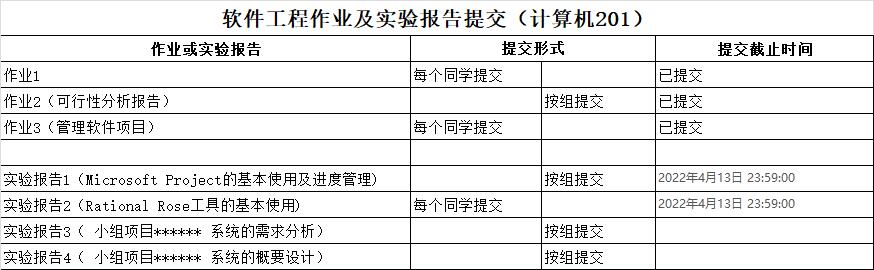 软件工程作业及实验报告提交（计算机201）
作业或实验报告 提交形式 提交截止时间
作业1 每个同学提交 已提交
作业2（可行性分析报告） 按组提交 已提交
作业3（管理软件项目） 每个同学提交 已提交
实验报告1（Microsoft Project的基本使用及进度管理） 按组提交 2022年4月13日 23:59:00
实验报告2（Rational Rose工具的基本使用） 每个同学提交 2022年4月13日 23:59:00
实验报告3（ 小组项目****** 系统的需求分析） 按组提交
实验报告4（ 小组项目****** 系统的概要设计） 按组提交